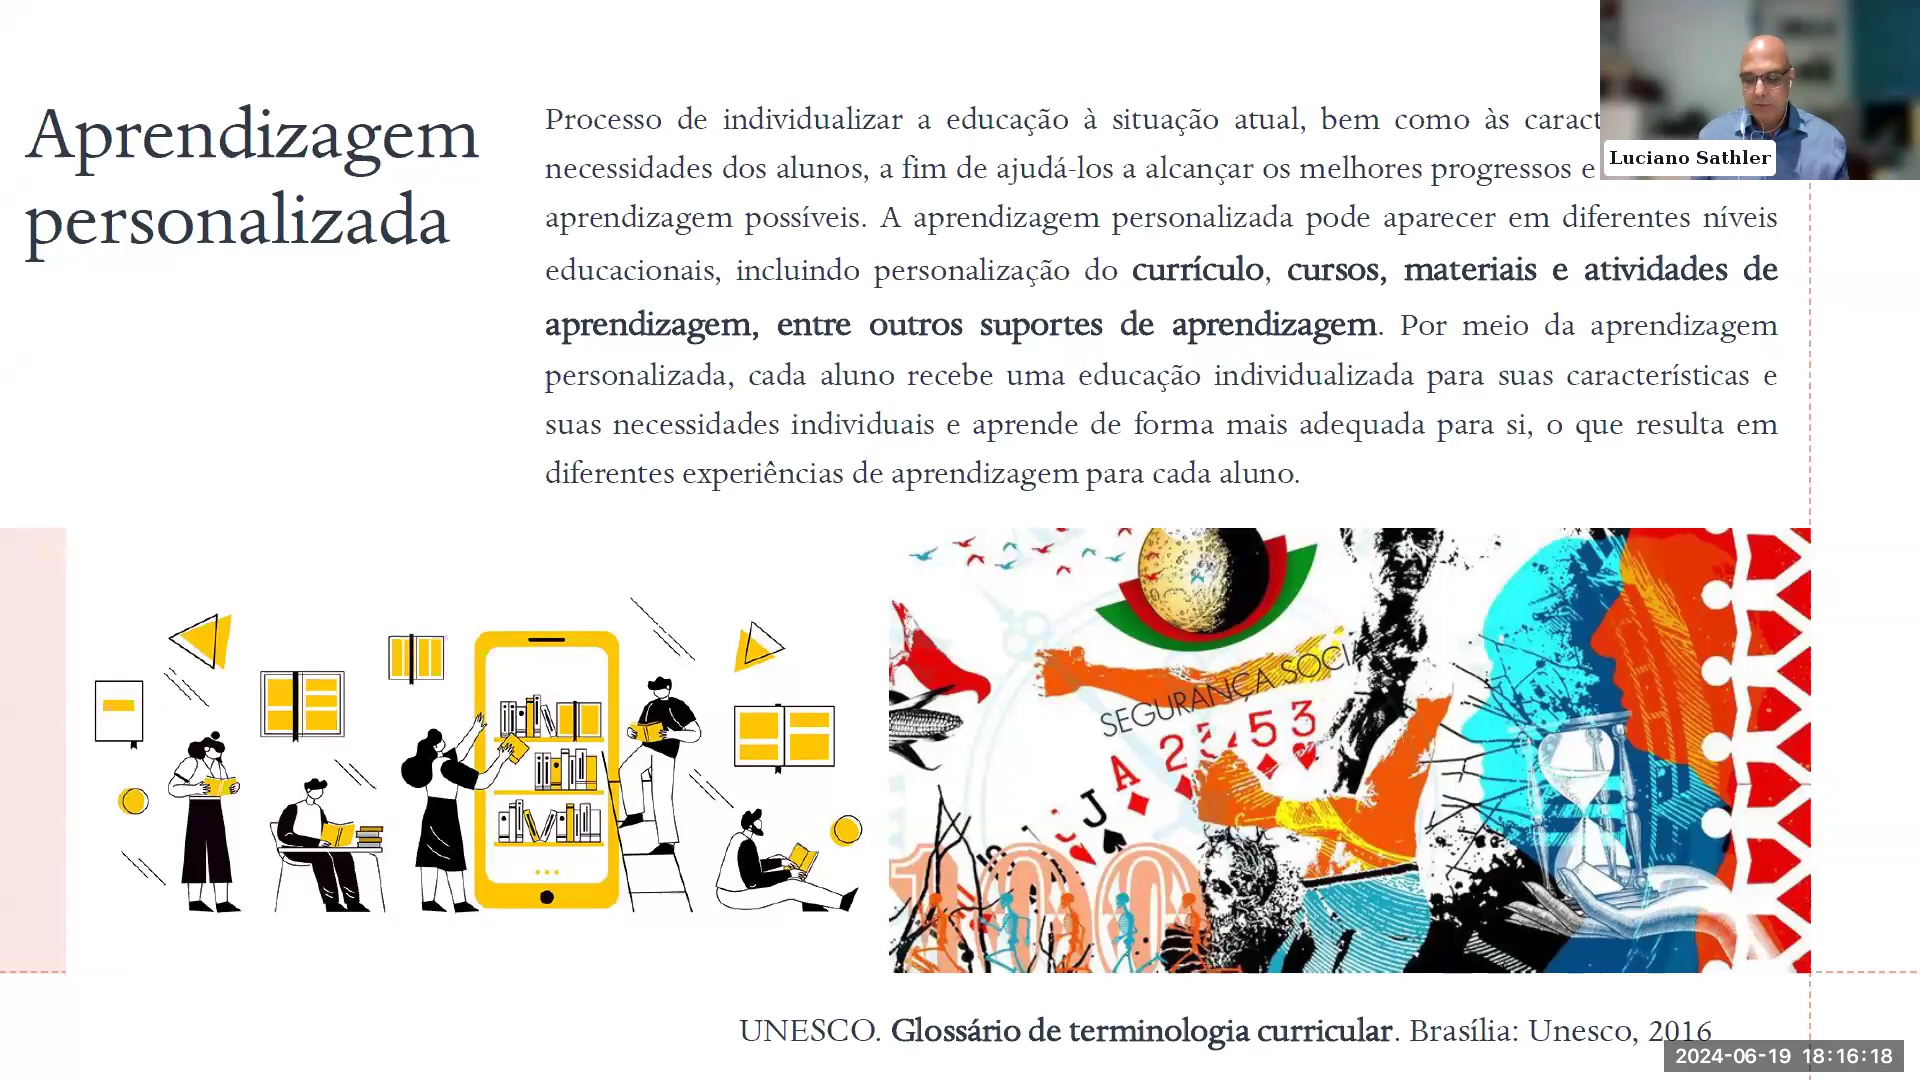 Aprendizagem
personalizada
Processo de individualizar a educação à situação atual, bem como às
necessidades dos alunos, a fim de ajudá-los a alcançar os melhores progressos e
aprendizagem possíveis. A aprendizagem personalizada pode aparecer em diferentes níveis
educacionais, incluindo personalização do currículo, cursos, materiais e atividades de
aprendizagem, entre outros suportes de aprendizagem. Por meio da aprendizagem
personalizada, cada aluno recebe uma educação individualizada para suas características e
suas necessidades individuais e aprende de forma mais adequada para si, o que resulta em
diferentes experiências de aprendizagem para cada aluno.
Luciano Sathler
SEGURANÇA
A 2 3 5 3
J
100
UNESCO. Glossário de terminologia curricular. Brasília: Unesco, 2016
2024-06-19 18:16:18